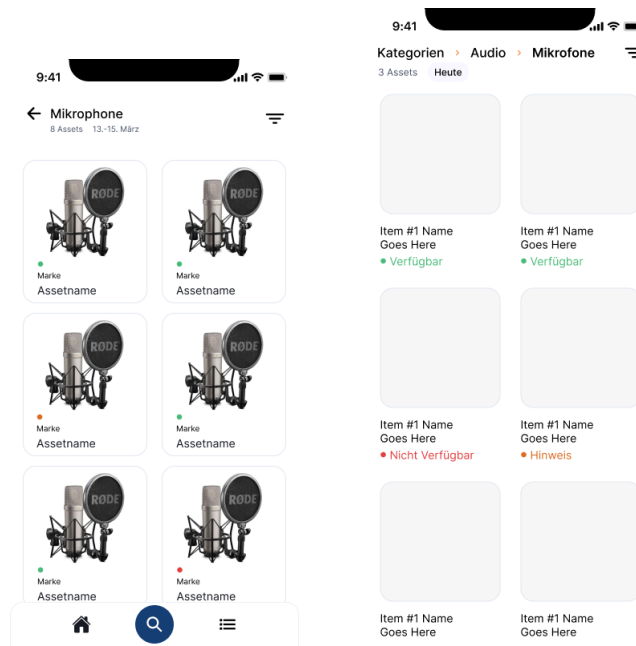 9:41
Mikrophone
8 Assets 13.-15. März
RØDE
RØDE
Marke
Marke
Assetname
Assetname
RØDE
RØDE
Marke
Marke
Assetname
Assetname
RØDE
RØDE
Marke
Marke
Assetname
Assetname
9:41
Kategorien > Audio > Mikrofone
3 Assets Heute
Item #1 Name
Goes Here
Verfügbar
Item #1 Name
Goes Here
Verfügbar
Item #1 Name
Goes Here
Nicht Verfügbar
Item #1 Name
Goes Here
Hinweis
Item #1 Name
Goes Here
Item #1 Name
Goes Here